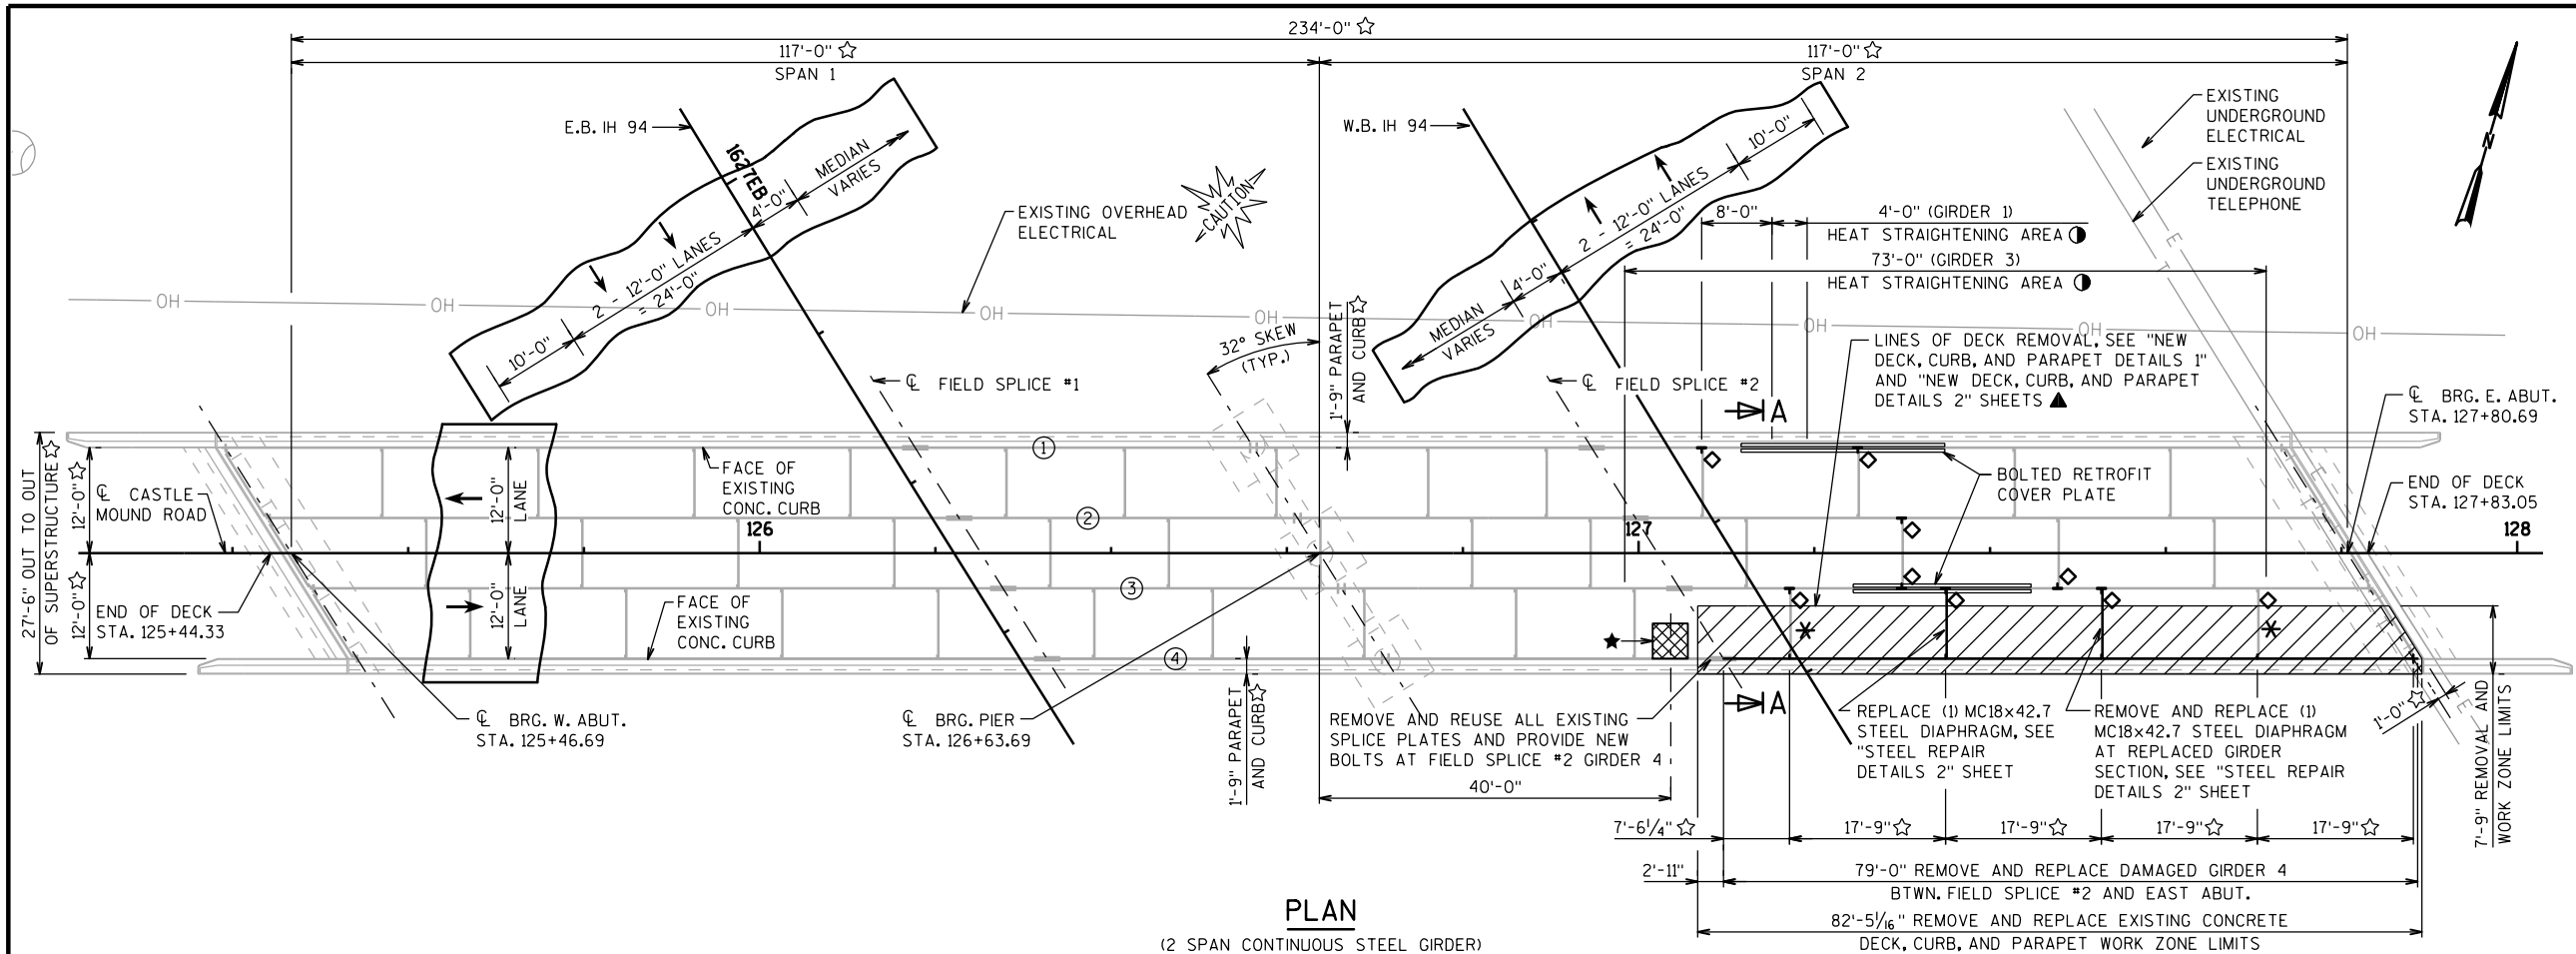 234'-0" ☆
117'-0" ☆
117'-0" ☆
SPAN 1
SPAN 2
E.B. IH 94
1627EB
MEDIAN
VARIES
4'-0"
2 - 12'-0" LANES
= 24'-0"
10'-0"
EXISTING OVERHEAD
ELECTRICAL
CAUTION
W.B. IH 94
10'-0"
2 - 12'-0" LANES
= 24'-0"
4'-0"
MEDIAN
VARIES
8'-0"
4'-0" (GIRDER 1)
HEAT STRAIGHTENING AREA ◑
73'-0" (GIRDER 3)
HEAT STRAIGHTENING AREA ◑
EXISTING
UNDERGROUND
ELECTRICAL
EXISTING
UNDERGROUND
TELEPHONE
N
E
T
OH
OH
OH
OH
OH
OH
OH
OH
OH
32° SKEW
(TYP.)
1'-9" PARAPET
AND CURB ☆
LINES OF DECK REMOVAL, SEE "NEW
DECK, CURB, AND PARAPET DETAILS 1"
AND "NEW DECK, CURB, AND PARAPET
DETAILS 2" SHEETS ▲
℄ FIELD SPLICE #1
℄ FIELD SPLICE #2
A
℄ BRG. E. ABUT.
STA. 127+80.69
27'-6" OUT TO OUT
OF SUPERSTRUCTURE ☆
12'-0" ☆
12'-0" ☆
℄ CASTLE
MOUND ROAD
END OF DECK
STA. 125+44.33
12'-0"
LANE
12'-0"
LANE
FACE OF
EXISTING
CONC. CURB
FACE OF
EXISTING
CONC. CURB
1
2
3
4
126
127
128
BOLTED RETROFIT
COVER PLATE
END OF DECK
STA. 127+83.05
℄ BRG. W. ABUT.
STA. 125+46.69
℄ BRG. PIER
STA. 126+63.69
1'-9" PARAPET
AND CURB ☆
REMOVE AND REUSE ALL EXISTING
SPLICE PLATES AND PROVIDE NEW
BOLTS AT FIELD SPLICE #2 GIRDER 4
A
REPLACE (1) MC18x42.7
STEEL DIAPHRAGM, SEE
"STEEL REPAIR
DETAILS 2" SHEET
REMOVE AND REPLACE (1)
MC18x42.7 STEEL DIAPHRAGM
AT REPLACED GIRDER
SECTION, SEE "STEEL REPAIR
DETAILS 2" SHEET
1'-0" ☆
E
7'-9" REMOVAL AND
WORK ZONE LIMITS
40'-0"
7'-6 1/4" ☆
17'-9" ☆
17'-9" ☆
17'-9" ☆
17'-9" ☆
2'-11"
79'-0" REMOVE AND REPLACE DAMAGED GIRDER 4
BTWN. FIELD SPLICE #2 AND EAST ABUT.
82'-5 1/16" REMOVE AND REPLACE EXISTING CONCRETE
DECK, CURB, AND PARAPET WORK ZONE LIMITS
PLAN
(2 SPAN CONTINUOUS STEEL GIRDER)